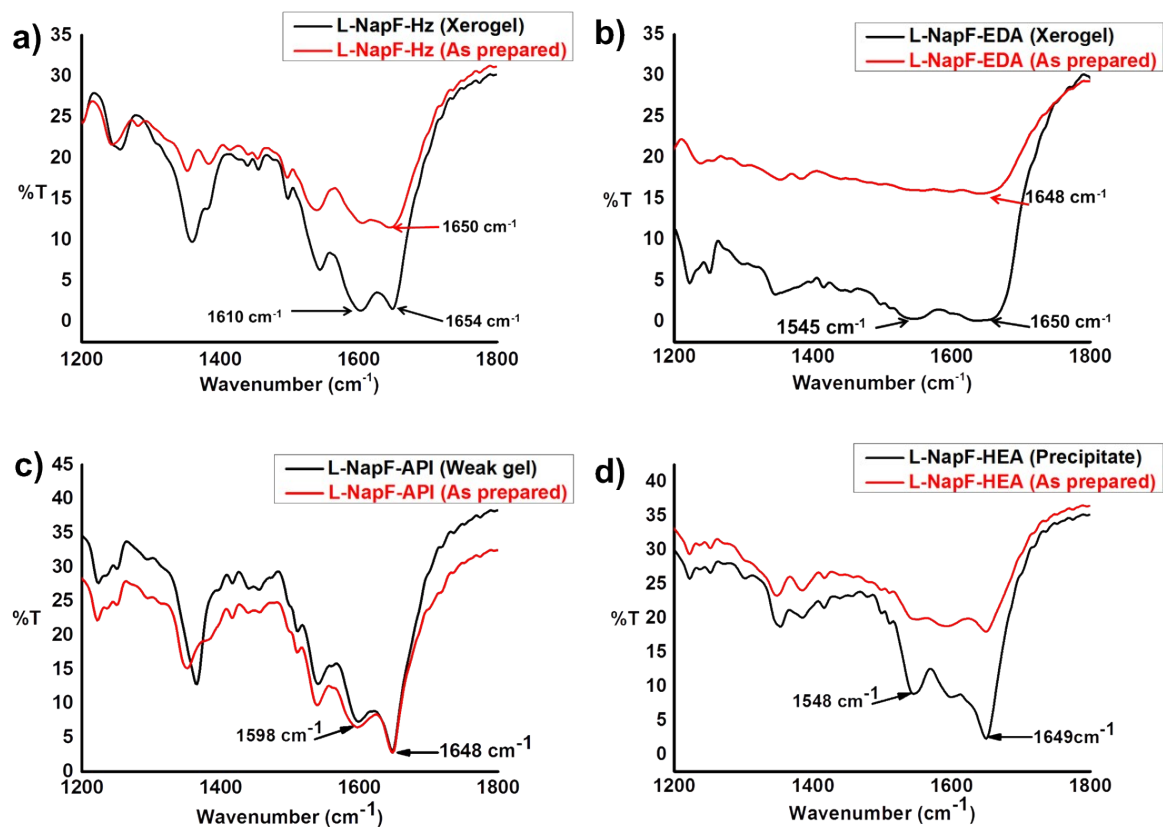 a)
L-NapF-Hz (Xerogel)
L-NapF-Hz (As prepared)
35
30
25
20
%T
15
10
5
0
1650 cm-1
1610 cm-1
1654 cm-1
1200 1400 1600 1800
Wavenumber (cm-1)
b)
L-NapF-EDA (Xerogel)
L-NapF-EDA (As prepared)
35
30
25
20
%T
15
10
5
0
1648 cm-1
1545 cm-1
1650 cm-1
1200 1400 1600 1800
Wavenumber (cm-1)
c)
L-NapF-API (Weak gel)
L-NapF-API (As prepared)
45
40
35
30
25
%T
20
15
10
5
0
1598 cm-1
1648 cm-1
1200 1400 1600 1800
Wavenumber (cm-1)
d)
L-NapF-HEA (Precipitate)
L-NapF-HEA (As prepared)
35
30
25
20
%T
15
10
5
0
1548 cm-1
1649cm-1
1200 1400 1600 1800
Wavenumber (cm-1)